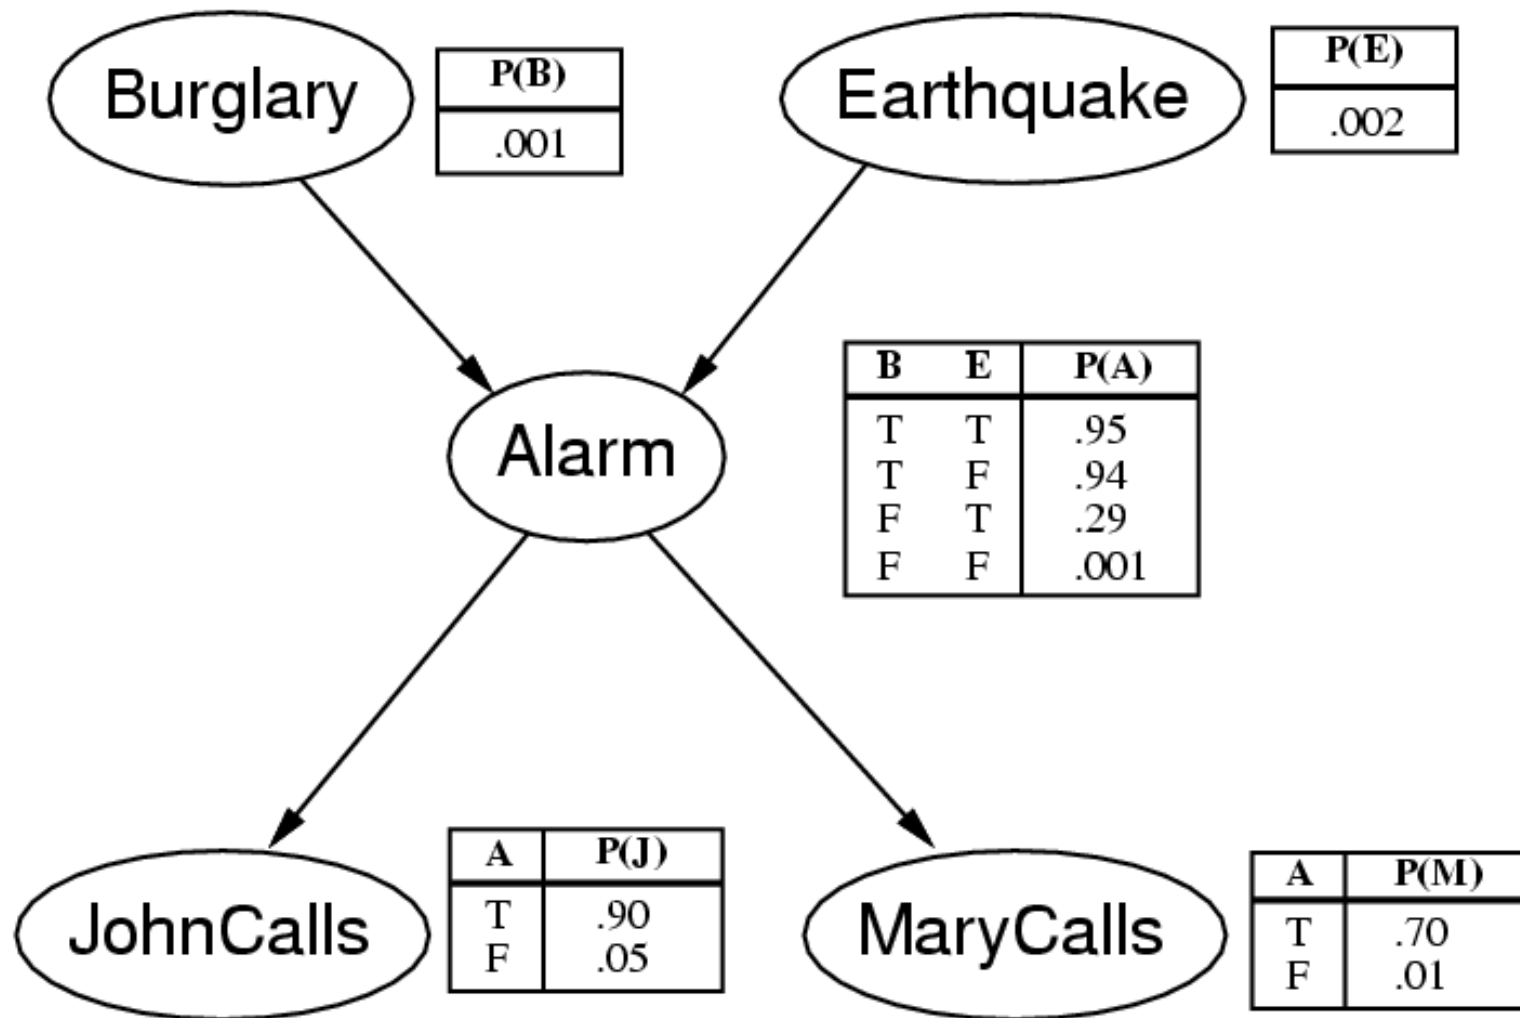 Burglary
P(B)
.001
Earthquake
P(E)
.002
Alarm
B E P(A)
T T .95
T F .94
F T .29
F F .001
JohnCalls
A P(J)
T .90
F .05
MaryCalls
A P(M)
T .70
F .01